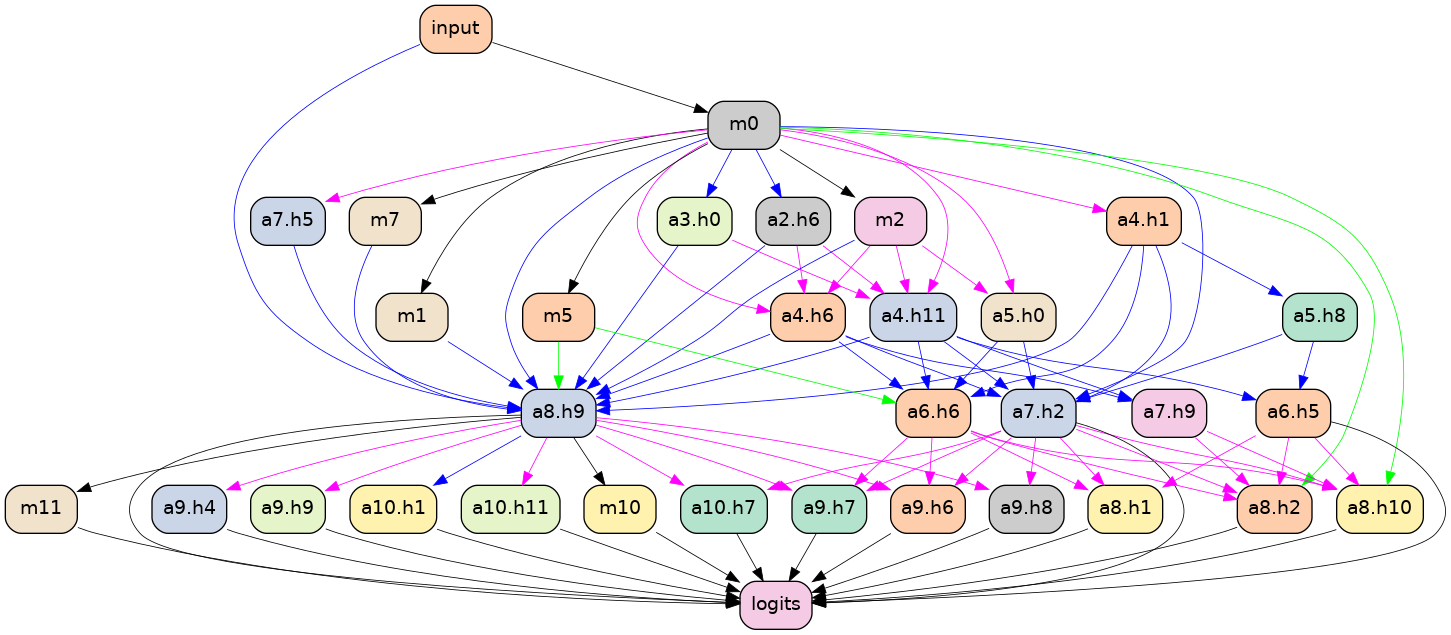 input
m0
a7.h5
m7
a3.h0
a2.h6
m2
a4.h1
m1
m5
a4.h6
a4.h11
a5.h0
a5.h8
a8.h9
a6.h6
a7.h2
a7.h9
a6.h5
m11
a9.h4
a9.h9
a10.h1
a10.h11
m10
a10.h7
a9.h7
a9.h6
a9.h8
a8.h1
a8.h2
a8.h10
logits